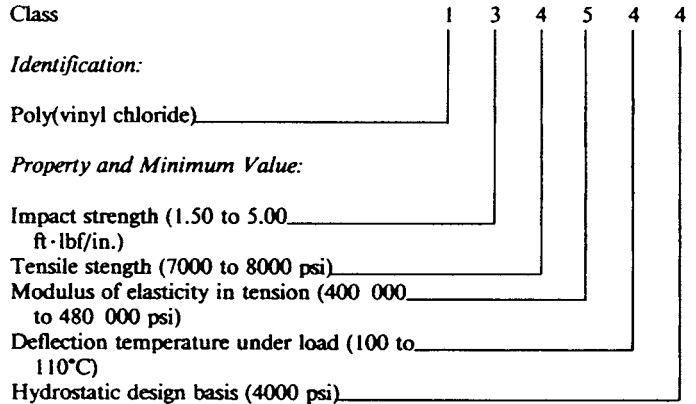 Class 1 3 4 5 4 4
Identification:
Poly(vinyl chloride)
Property and Minimum Value:
Impact strength (1.50 to 5.00
ft·lbf/in.)
Tensile stength (7000 to 8000 psi)
Modulus of elasticity in tension (400 000
to 480 000 psi)
Deflection temperature under load (100 to
110°C)
Hydrostatic design basis (4000 psi)